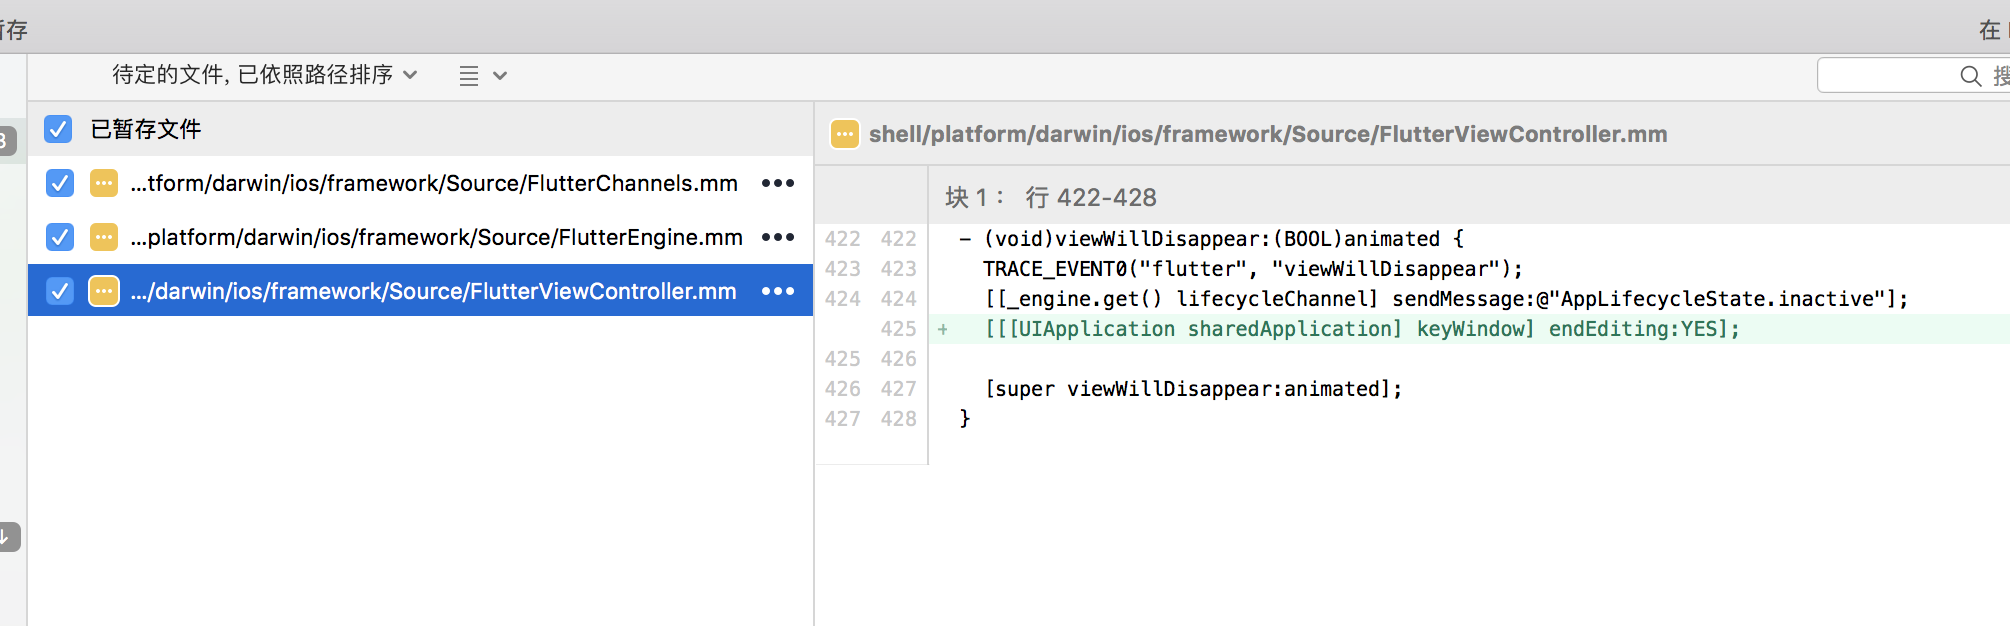 暂存
在
待定的文件, 已依照路径排序
搜
已暂存文件
...tform/darwin/ios/framework/Source/FlutterChannels.mm •••
...platform/darwin/ios/framework/Source/FlutterEngine.mm •••
.../darwin/ios/framework/Source/FlutterViewController.mm •••
shell/platform/darwin/ios/framework/Source/FlutterViewController.mm
块 1： 行 422-428
422 422 - (void)viewWillDisappear:(BOOL)animated {
423 423 TRACE_EVENT0("flutter", "viewWillDisappear");
424 424 [[_engine.get() lifecycleChannel] sendMessage:@"AppLifecycleState.inactive"];
425 + [[[UIApplication sharedApplication] keyWindow] endEditing:YES];
425 426
426 427 [super viewWillDisappear:animated];
427 428 }